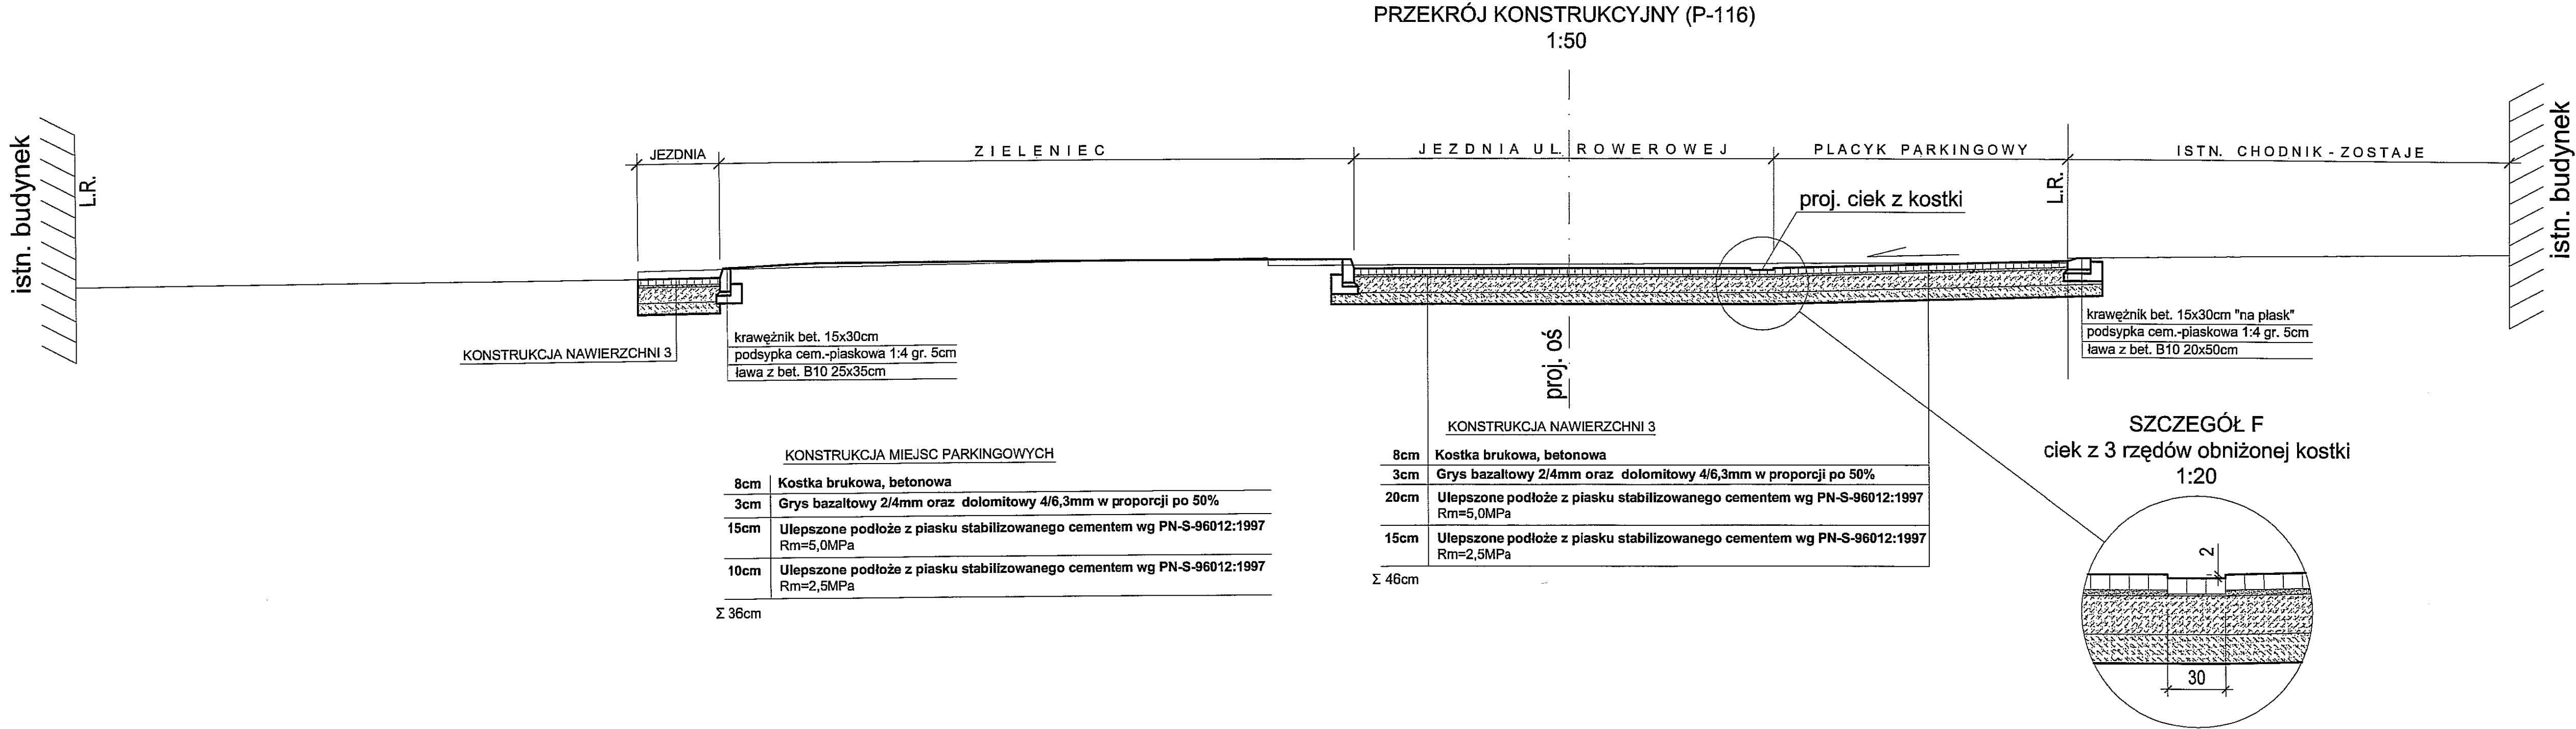 PRZEKRÓJ KONSTRUKCYJNY (P-116)
1:50
istn. budynek
L.R.
JEZDNIA
ZIELENIEC
JEZDNIA UL. ROWEROWEJ
PLACYK PARKINGOWY
L.R.
ISTN. CHODNIK - ZOSTAJE
istn. budynek
proj. ciek z kostki
KONSTRUKCJA NAWIERZCHNI 3
krawężnik bet. 15x30cm
podsypka cem.-piaskowa 1:4 gr. 5cm
ława z bet. B10 25x35cm
proj. oś
krawężnik bet. 15x30cm "na płask"
podsypka cem.-piaskowa 1:4 gr. 5cm
ława z bet. B10 20x50cm
KONSTRUKCJA MIEJSC PARKINGOWYCH
8cm Kostka brukowa, betonowa
3cm Grys bazaltowy 2/4mm oraz dolomitowy 4/6,3mm w proporcji po 50%
15cm Ulepszone podłoże z piasku stabilizowanego cementem wg PN-S-96012:1997
Rm=5,0MPa
10cm Ulepszone podłoże z piasku stabilizowanego cementem wg PN-S-96012:1997
Rm=2,5MPa
Σ 36cm
KONSTRUKCJA NAWIERZCHNI 3
8cm Kostka brukowa, betonowa
3cm Grys bazaltowy 2/4mm oraz dolomitowy 4/6,3mm w proporcji po 50%
20cm Ulepszone podłoże z piasku stabilizowanego cementem wg PN-S-96012:1997
Rm=5,0MPa
15cm Ulepszone podłoże z piasku stabilizowanego cementem wg PN-S-96012:1997
Rm=2,5MPa
Σ 46cm
SZCZEGÓŁ F
ciek z 3 rzędów obniżonej kostki
1:20
2
30